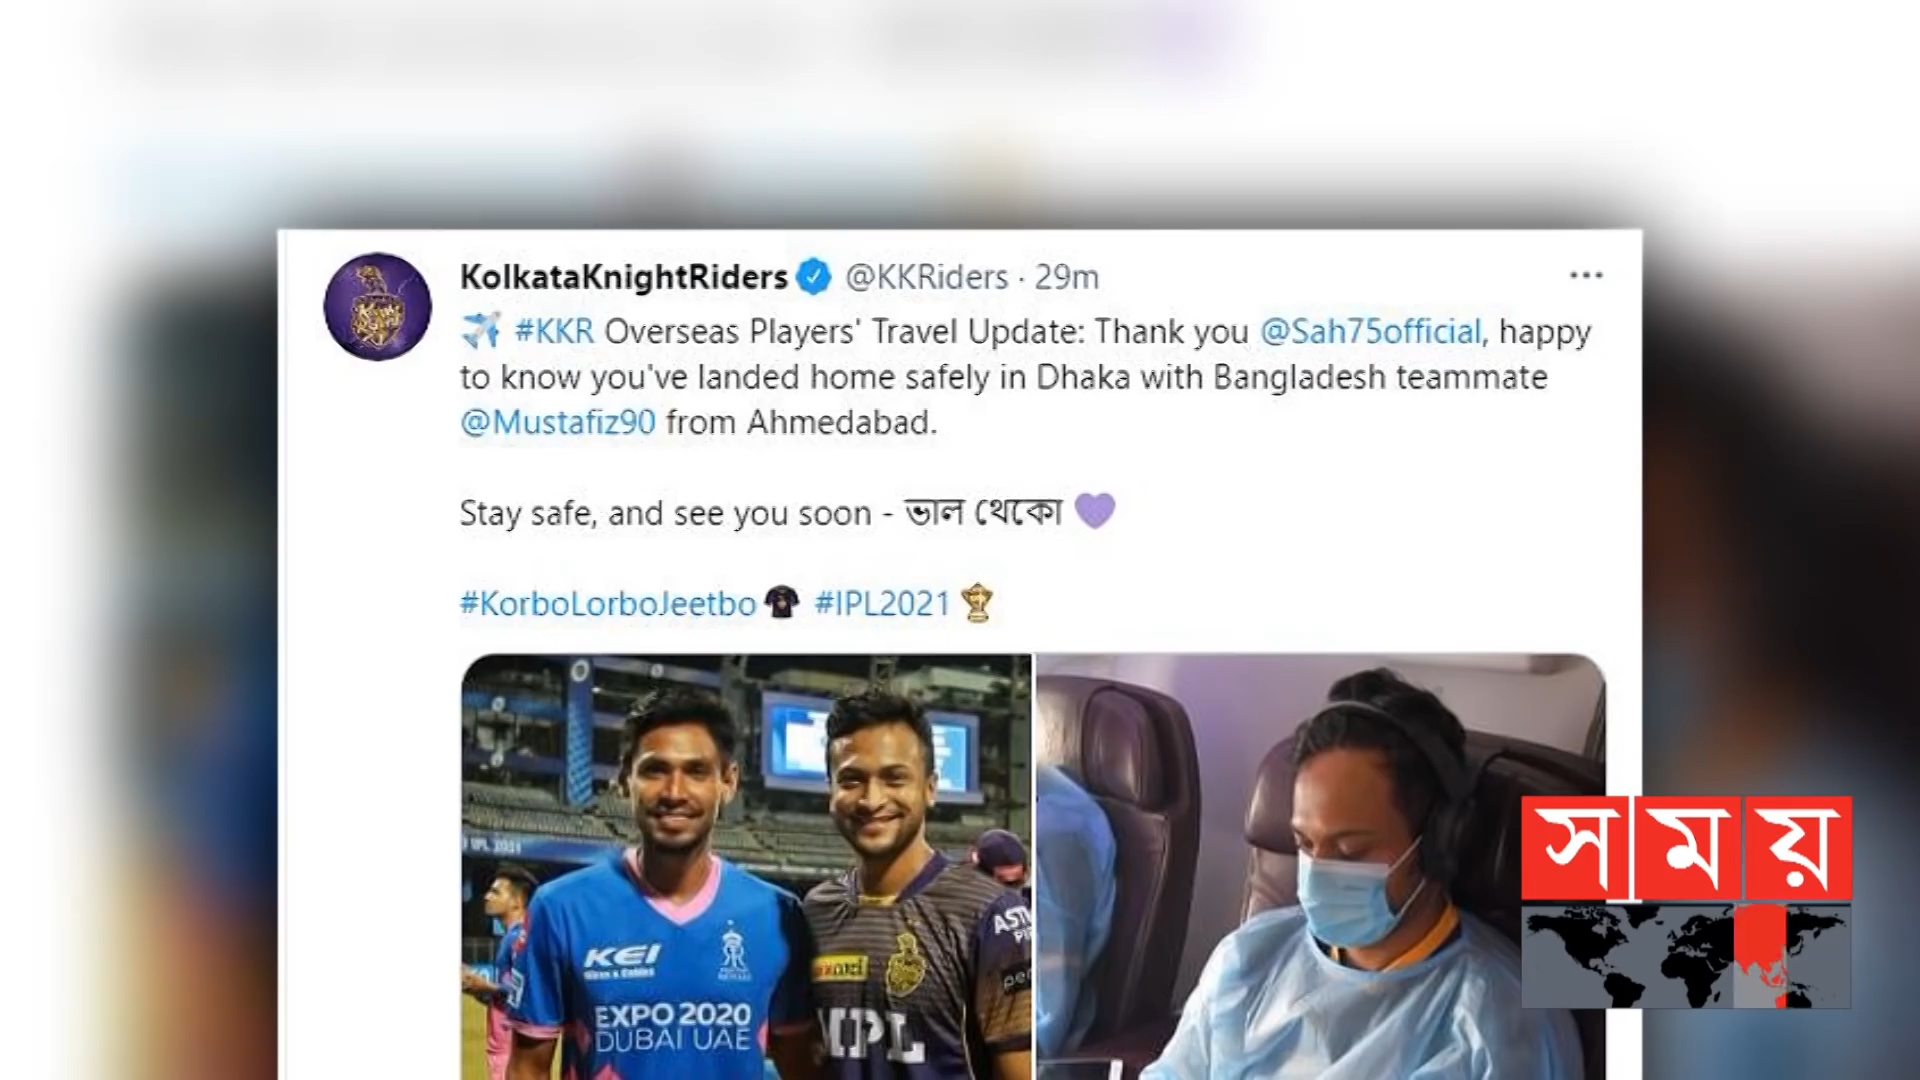 KolkataKnightRiders @KKRiders · 29m
✈️ #KKR Overseas Players' Travel Update: Thank you @Sah75official, happy
to know you've landed home safely in Dhaka with Bangladesh teammate
@Mustafiz90 from Ahmedabad.
Stay safe, and see you soon - ভাল থেকো 💜
#KorboLorboJeetbo #IPL2021 🏆
KEI
EXPO 2020
DUBAI UAE
MPL
সময়